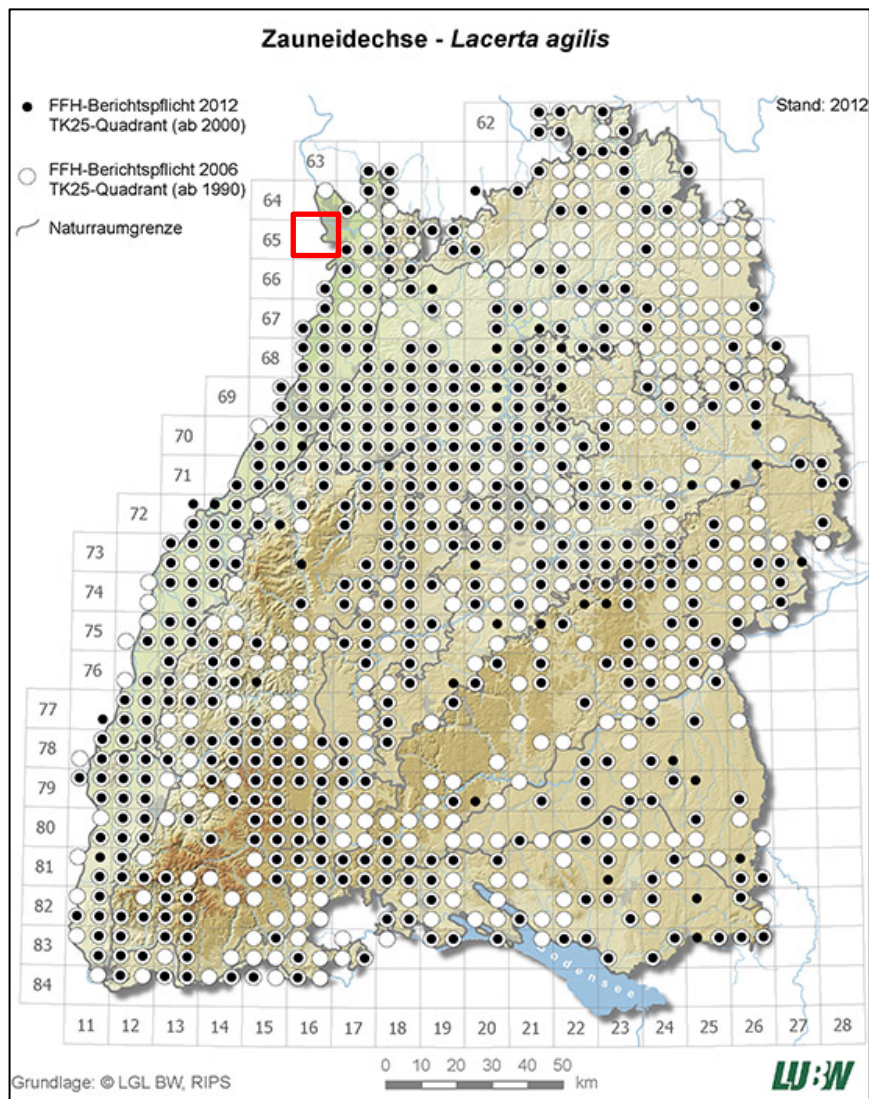 Zauneidechse - Lacerta agilis
FFH-Berichtspflicht 2012
TK25-Quadrant (ab 2000)
Stand: 2012
FFH-Berichtspflicht 2006
TK25-Quadrant (ab 1990)
Naturraumgrenze
62
63
64
65
66
67
68
69
70
71
72
73
74
75
76
77
78
79
80
81
82
83
84
Bodensee
11 12 13 14 15 16 17 18 19 20 21 22 23 24 25 26 27 28
Grundlage: © LGL BW, RIPS
0 10 20 30 40 50
km
LUBW